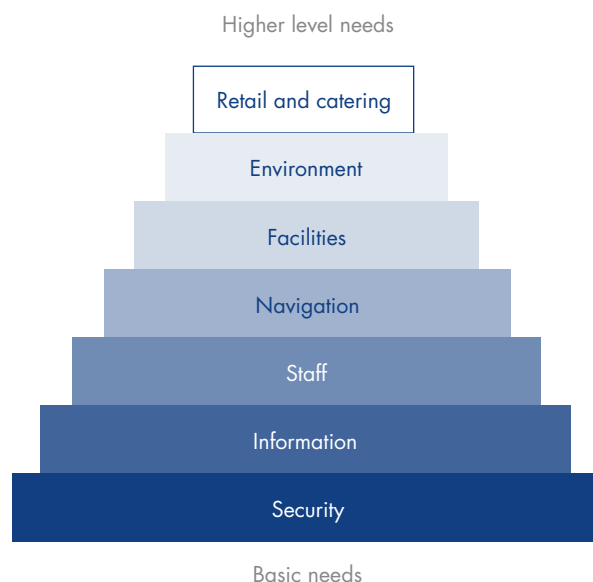 Higher level needs
Retail and catering
Environment
Facilities
Navigation
Staff
Information
Security
Basic needs